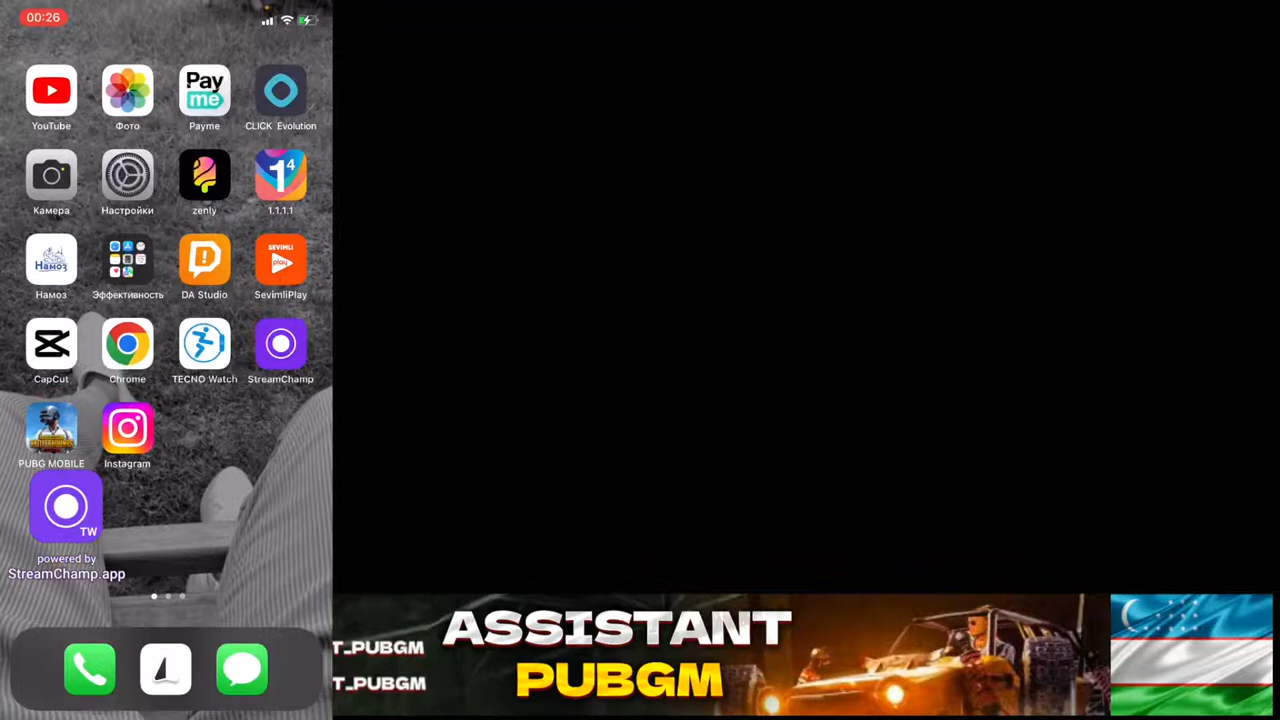 00:26
YouTube
Фото
Pay
me
Payme
CLICK Evolution
Камера
Настройки
zenly
1⁴
1.1.1.1
Намоз
Намоз
Эффективность
DA Studio
SEVIMLI
play
SevimliPlay
CapCut
Chrome
TECNO Watch
StreamChamp
PUBG MOBILE
Instagram
TW
powered by
StreamChamp.app
T_PUBGM
T_PUBGM
ASSISTANT
PUBGM